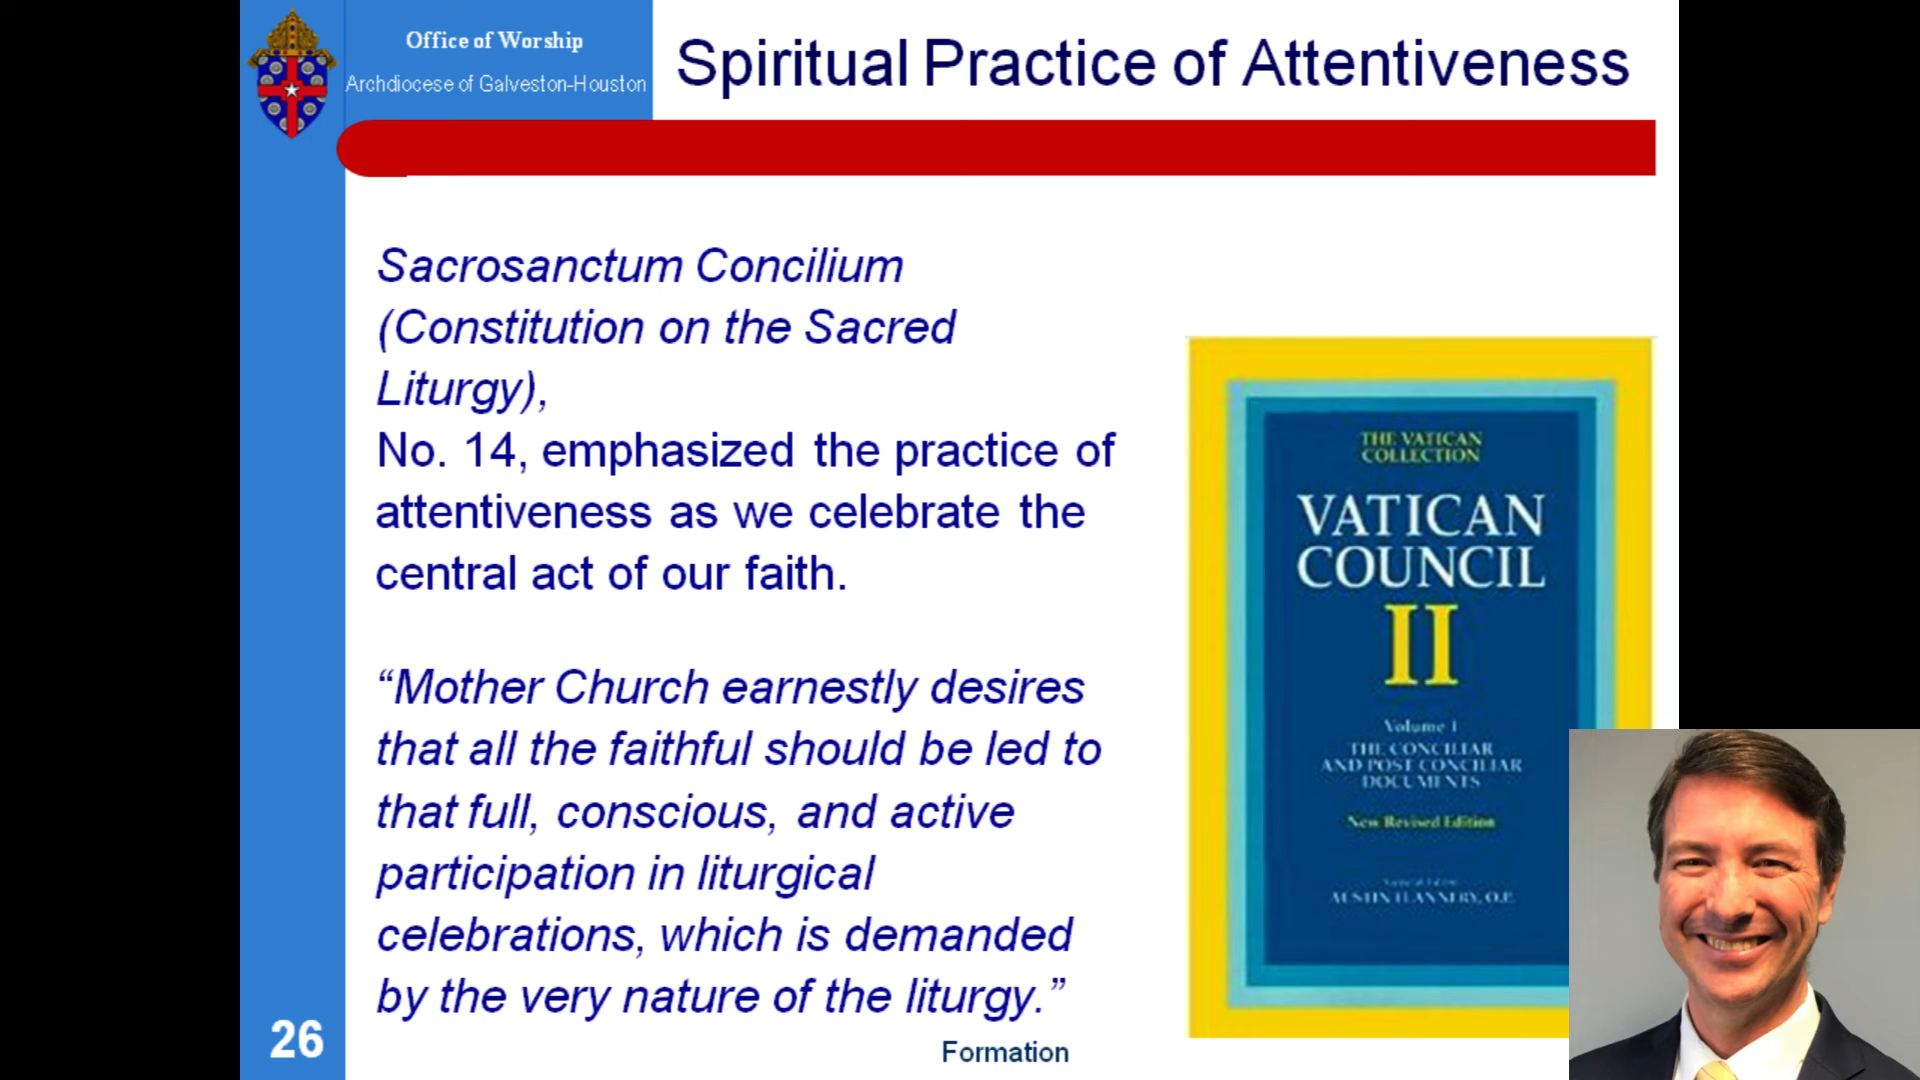 Office of Worship
Archdiocese of Galveston-Houston
Spiritual Practice of Attentiveness
Sacrosanctum Concilium
(Constitution on the Sacred
Liturgy),
No. 14, emphasized the practice of
attentiveness as we celebrate the
central act of our faith.
“Mother Church earnestly desires
that all the faithful should be led to
that full, conscious, and active
participation in liturgical
celebrations, which is demanded
by the very nature of the liturgy.”
THE VATICAN
COLLECTION
VATICAN
COUNCIL
II
Volume 1
THE CONCILIAR
AND POST CONCILIAR
DOCUMENTS
New Revised Edition
AUSTIN FLANNERY, O.P.
26
Formation